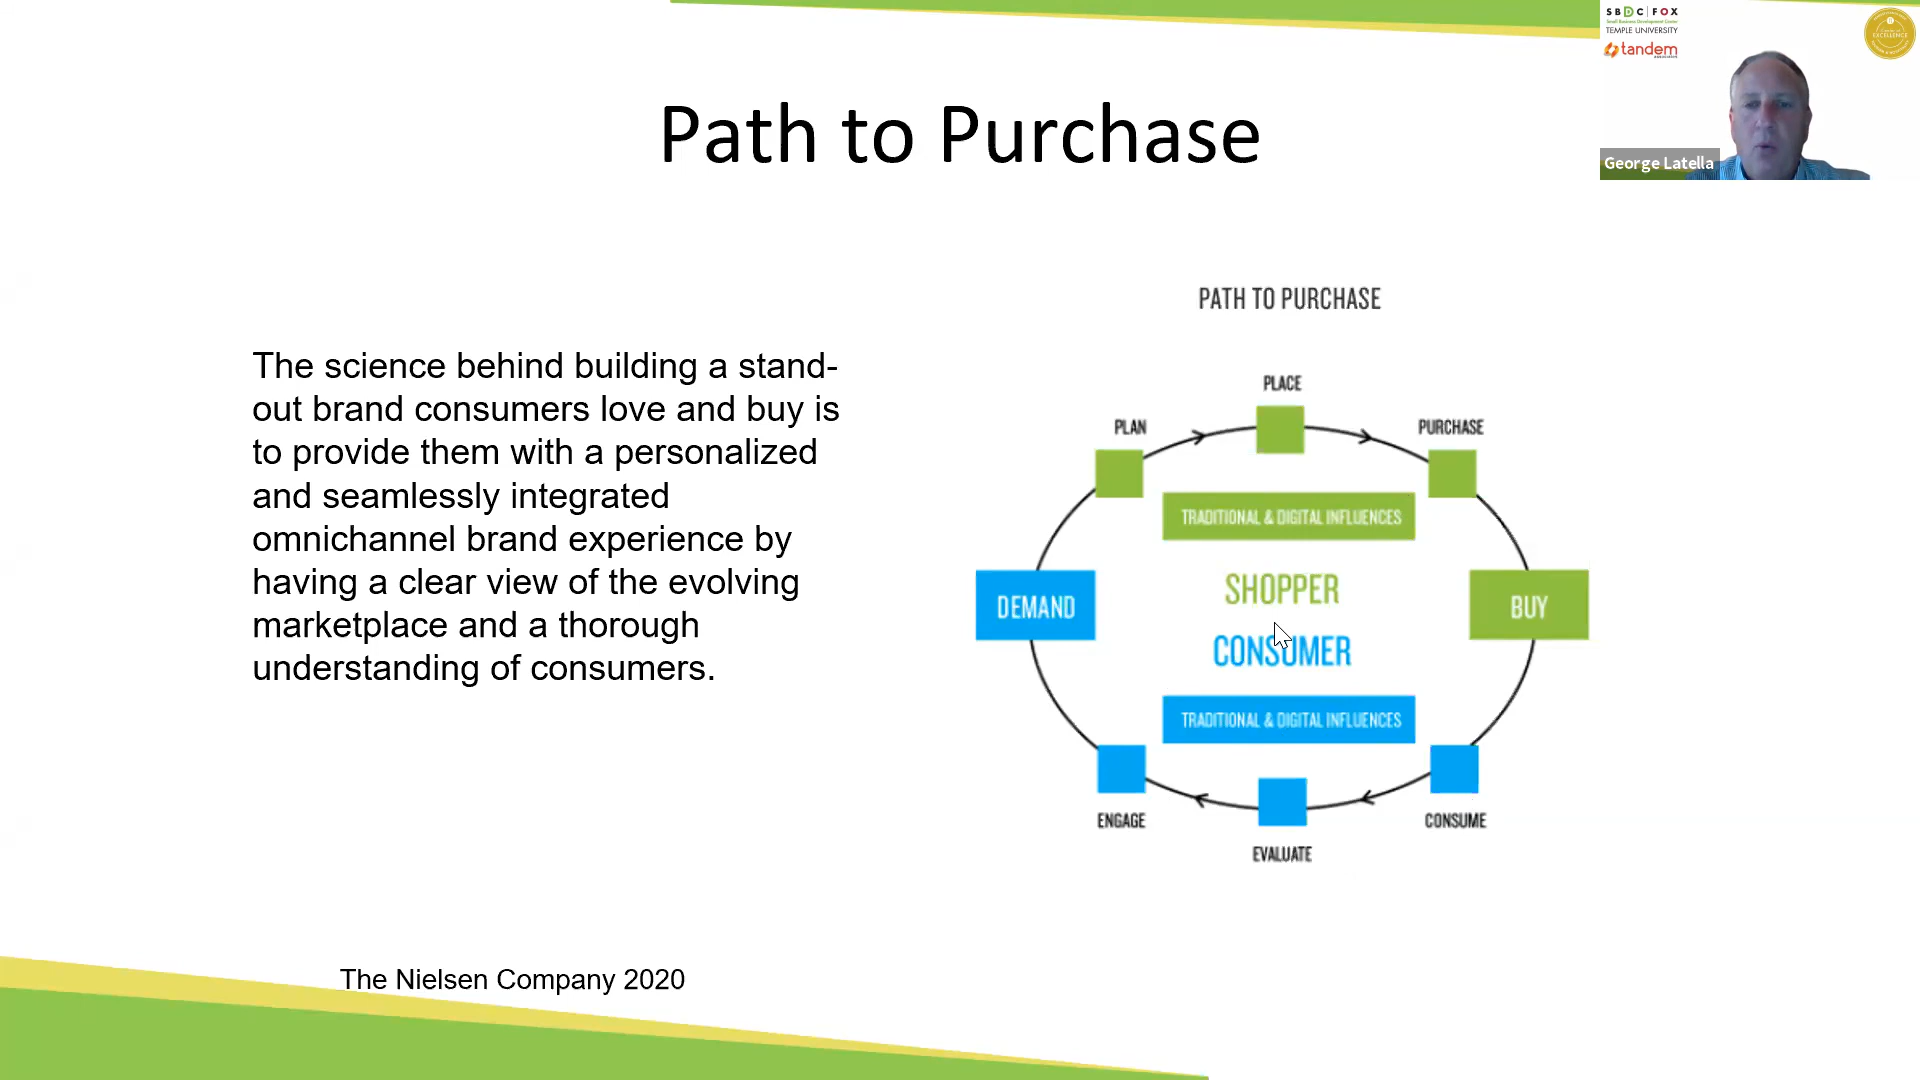 SBDC | FOX
Small Business Development Center
TEMPLE UNIVERSITY
tandem
EXCELLENCE
George Latella
Path to Purchase
The science behind building a stand-
out brand consumers love and buy is
to provide them with a personalized
and seamlessly integrated
omnichannel brand experience by
having a clear view of the evolving
marketplace and a thorough
understanding of consumers.
PATH TO PURCHASE
PLACE
PLAN
PURCHASE
TRADITIONAL & DIGITAL INFLUENCES
SHOPPER
DEMAND
BUY
CONSUMER
TRADITIONAL & DIGITAL INFLUENCES
ENGAGE
CONSUME
EVALUATE
The Nielsen Company 2020